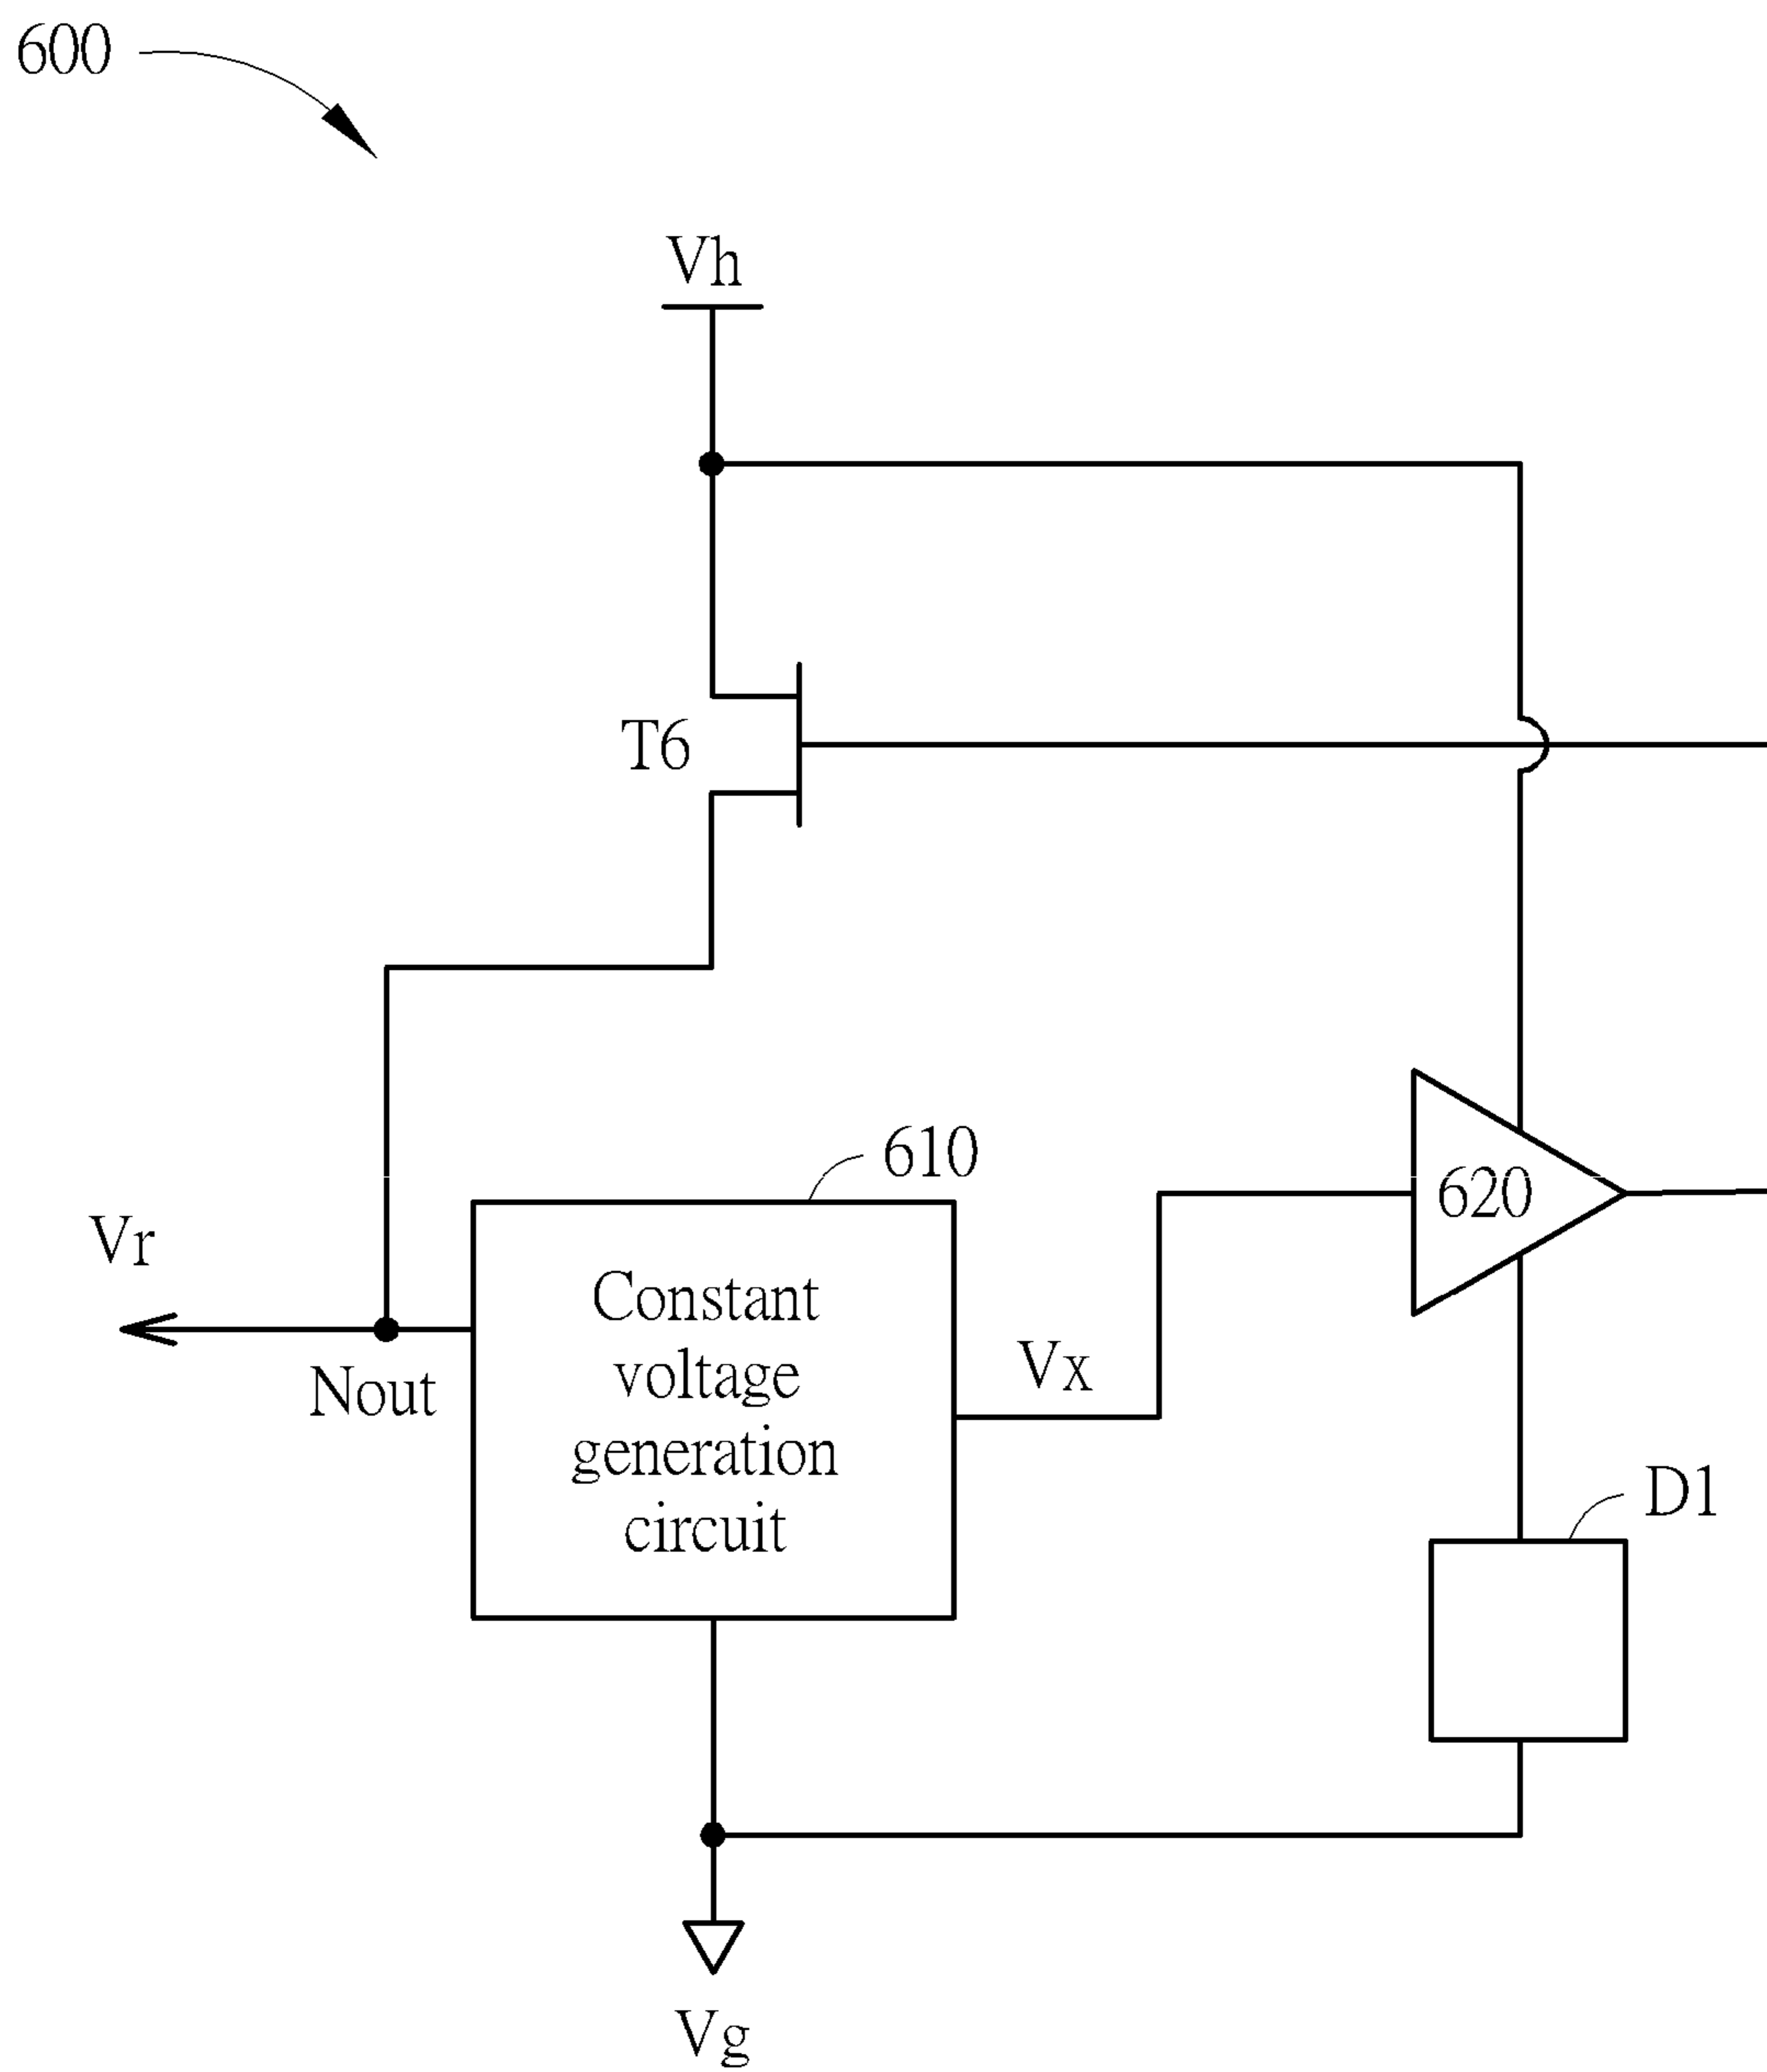 600
Vh
T6
610
620
Vr
Constant
voltage
generation
circuit
Nout
Vx
D1
Vg